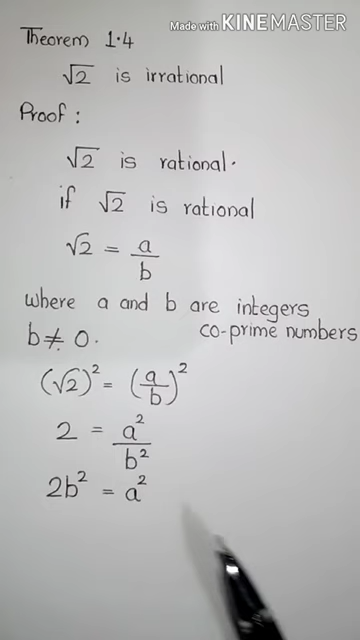 Made with KINEMASTER
Theorem 1.4
√2 is irrational
Proof :
√2 is rational.
if √2 is rational
√2 = a/b
where a and b are integers
b ≠ 0. co-prime numbers
(√2)² = (a/b)²
2 = a²/b²
2b² = a²